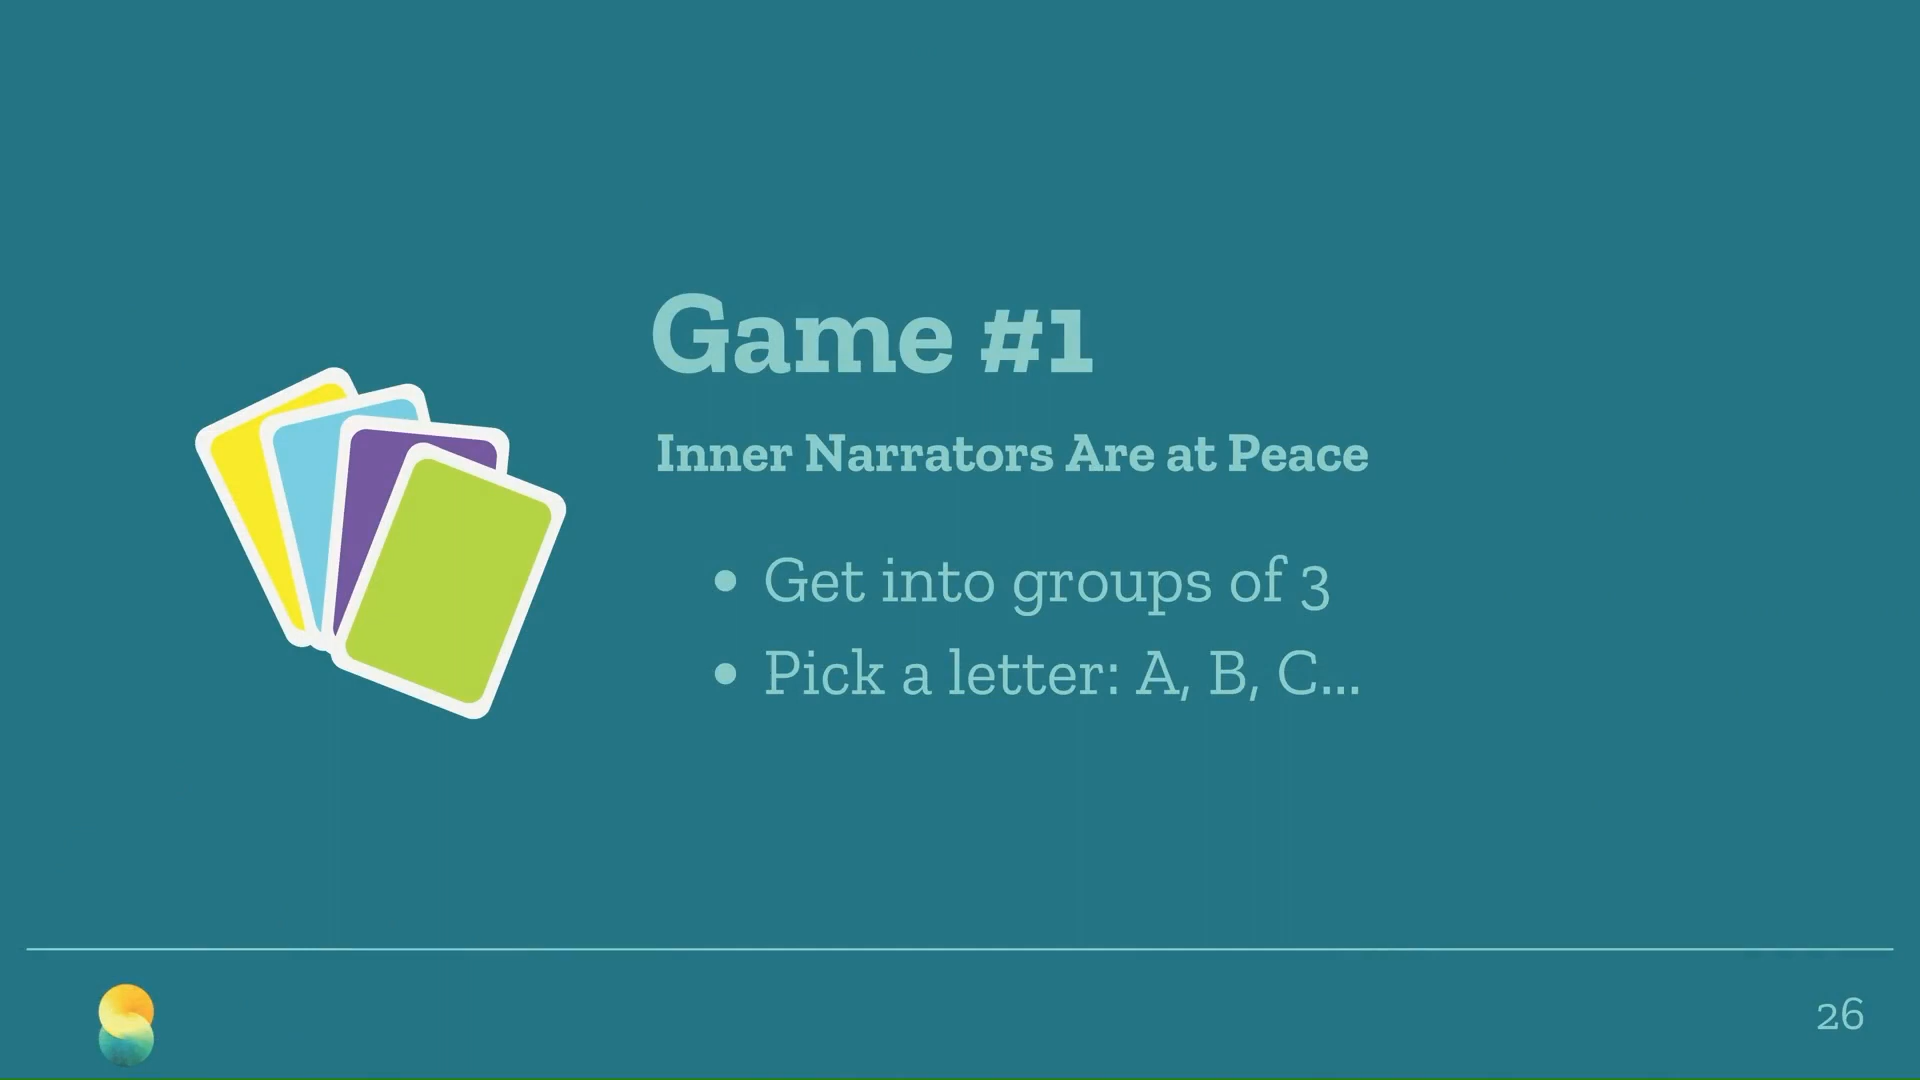 Game #1
Inner Narrators Are at Peace
• Get into groups of 3
• Pick a letter: A, B, C...
26